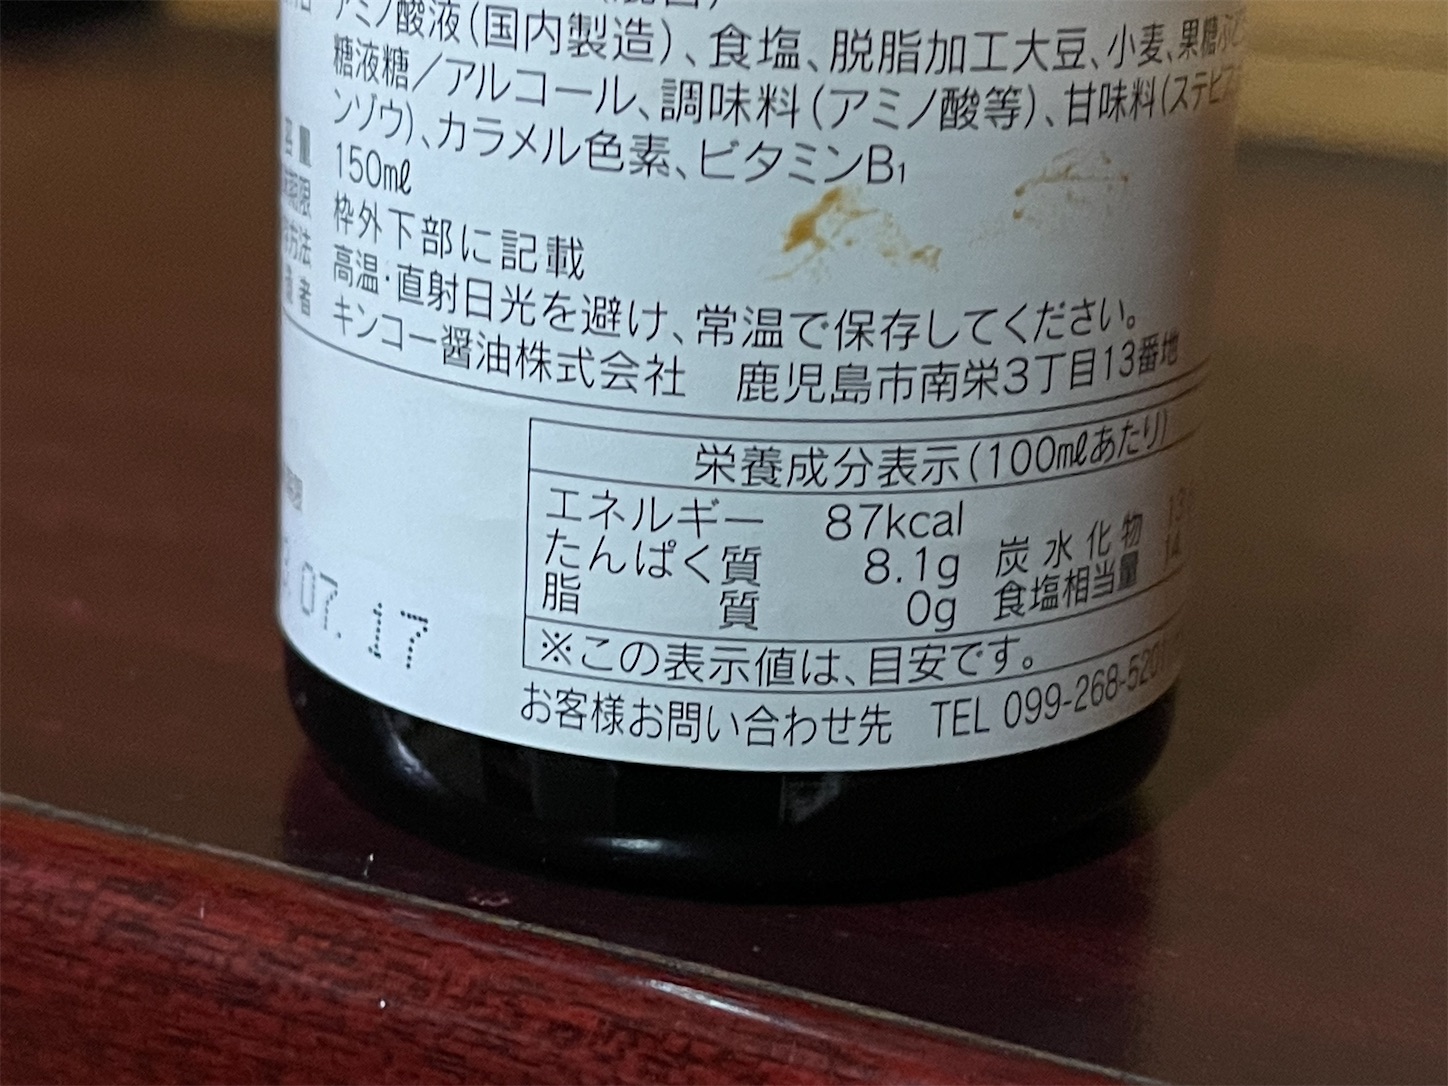 アミノ酸液(国内製造)、食塩、脱脂加工大豆、小麦、果糖ぶどう
糖液糖／アルコール、調味料(アミノ酸等)、甘味料(ステビア、カ
ンゾウ)、カラメル色素、ビタミンB1
容量 150mℓ
枠外下部に記載
方法 高温・直射日光を避け、常温で保存してください。
者 キンコー醤油株式会社 鹿児島市南栄3丁目13番地
栄養成分表示(100mℓあたり)
エネルギー 87kcal
たんぱく質 8.1g 炭水化物
脂質 0g 食塩相当量
※この表示値は、目安です。
07.17
お客様お問い合わせ先 TEL 099-268-5201